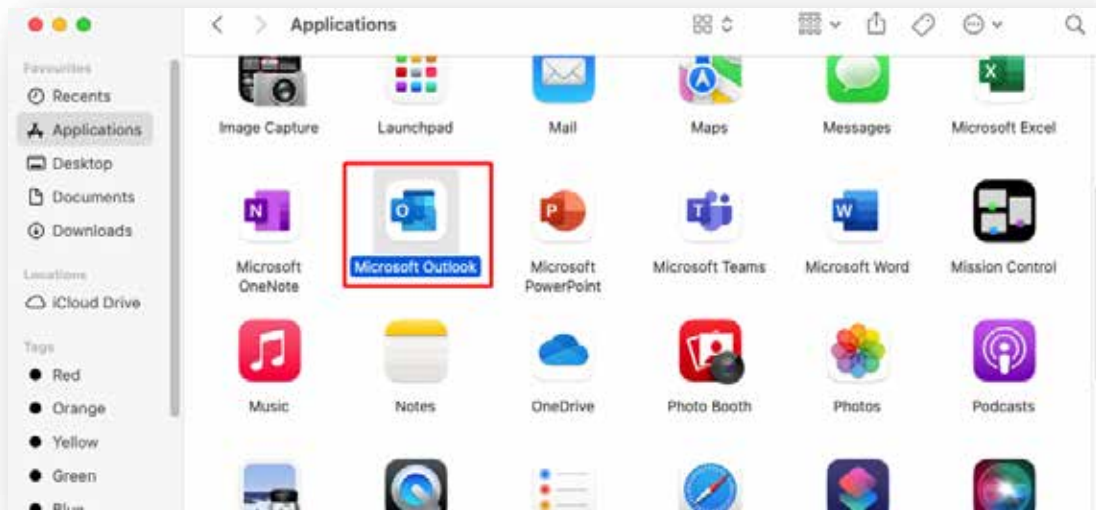 Applications
Favourites
Recents
Applications
Desktop
Documents
Downloads
Locations
iCloud Drive
Tags
Red
Orange
Yellow
Green
Blue
Image Capture
Launchpad
Mail
Maps
Messages
Microsoft Excel
Microsoft
OneNote
Microsoft Outlook
Microsoft
PowerPoint
Microsoft Teams
Microsoft Word
Mission Control
Music
Notes
OneDrive
Photo Booth
Photos
Podcasts